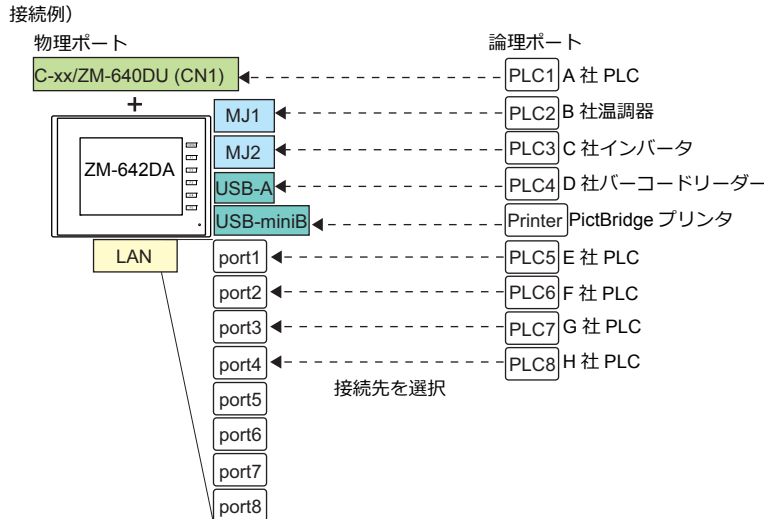 接続例）
物理ポート 論理ポート
C-xx/ZM-640DU (CN1) PLC1 A 社 PLC
+
MJ1 PLC2 B 社温調器
MJ2 PLC3 C 社インバータ
ZM-642DA
USB-A PLC4 D 社バーコードリーダー
USB-miniB Printer PictBridge プリンタ
LAN
port1 PLC5 E 社 PLC
port2 PLC6 F 社 PLC
port3 PLC7 G 社 PLC
port4 PLC8 H 社 PLC
接続先を選択
port5
port6
port7
port8